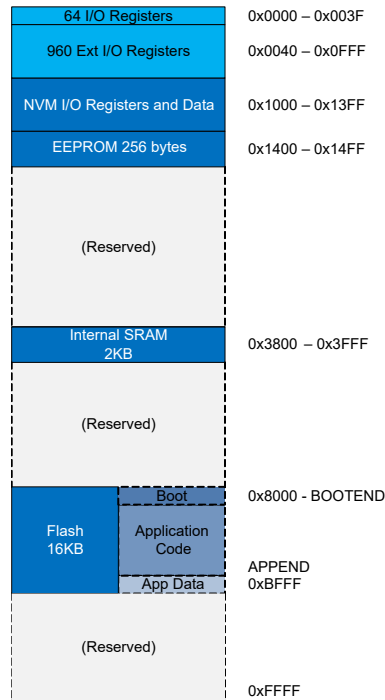 64 I/O Registers
0x0000 – 0x003F
960 Ext I/O Registers
0x0040 – 0x0FFF
NVM I/O Registers and Data
0x1000 – 0x13FF
EEPROM 256 bytes
0x1400 – 0x14FF
(Reserved)
Internal SRAM
2KB
0x3800 – 0x3FFF
(Reserved)
Boot
0x8000 - BOOTEND
Flash
16KB
Application
Code
APPEND
App Data
0xBFFF
(Reserved)
0xFFFF